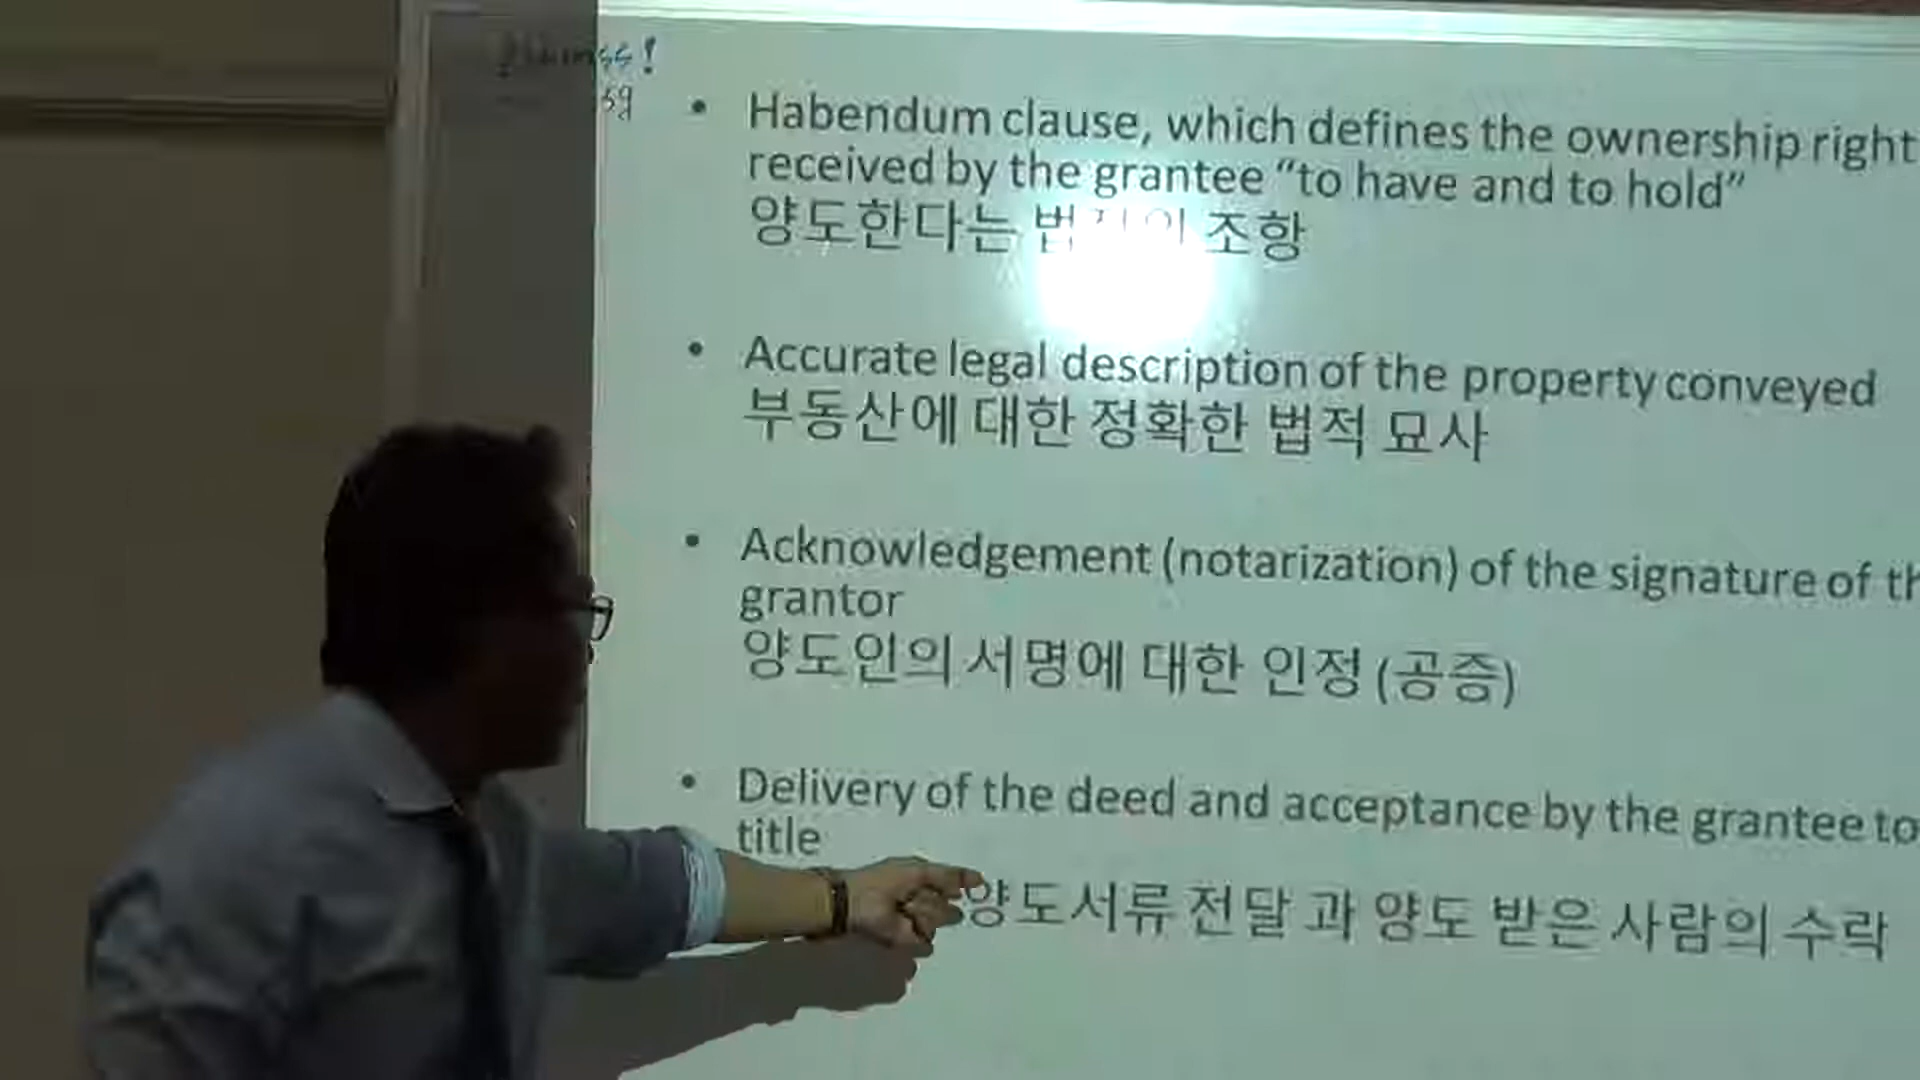 • Habendum clause, which defines the ownership right
received by the grantee “to have and to hold”
양도한다는 조항
• Accurate legal description of the property conveyed
부동산에 대한 정확한 법적 묘사
• Acknowledgement (notarization) of the signature of th
grantor
양도인의 서명에 대한 인정 (공증)
• Delivery of the deed and acceptance by the grantee to
title
양도서류 전달 과 양도 받은 사람의 수락